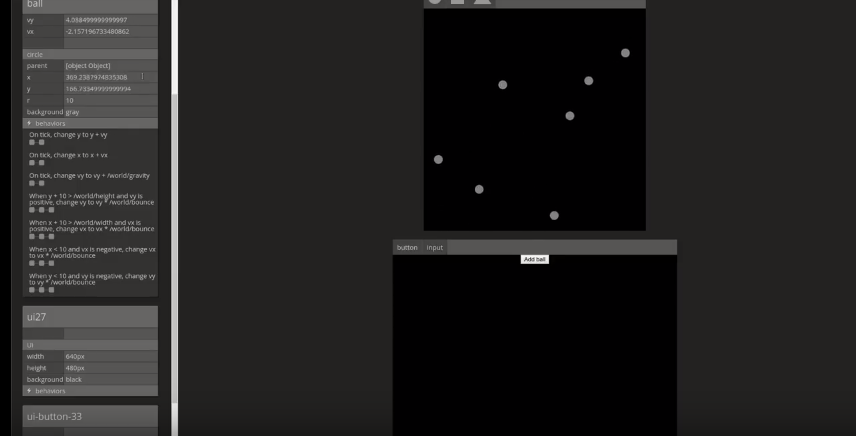 ball
vy 4.088499999999997
vx -2.157196733480862
circle
parent [object Object]
x 369.2387974835308
y 166.73349999999994
r 10
background gray
behaviors
On tick, change y to y + vy
On tick, change x to x + vx
On tick, change vy to vy + /world/gravity
When y + 10 > /world/height and vy is
positive, change vy to vy * /world/bounce
When x + 10 > /world/width and vx is
positive, change vx to vx * /world/bounce
When x < 10 and vx is negative, change vx
to vx * /world/bounce
When y < 10 and vy is negative, change vy
to vy * /world/bounce
ui27
ui
width 640px
height 480px
background black
behaviors
ui-button-33
button input
Add ball